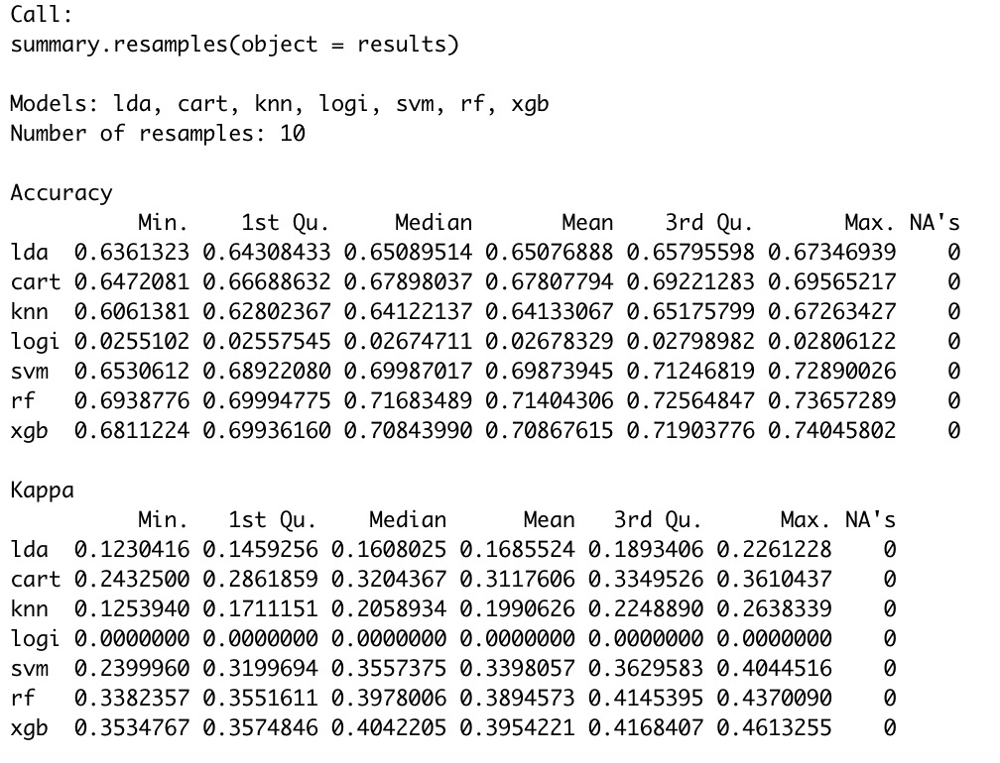 Call:
summary.resamples(object = results)
Models: lda, cart, knn, logi, svm, rf, xgb
Number of resamples: 10
Accuracy
Min. 1st Qu. Median Mean 3rd Qu. Max. NA's
lda 0.6361323 0.64308433 0.65089514 0.65076888 0.65795598 0.67346939 0
cart 0.6472081 0.66688632 0.67898037 0.67807794 0.69221283 0.69565217 0
knn 0.6061381 0.62802367 0.64122137 0.64133067 0.65175799 0.67263427 0
logi 0.0255102 0.02557545 0.02674711 0.02678329 0.02798982 0.02806122 0
svm 0.6530612 0.68922080 0.69987017 0.69873945 0.71246819 0.72890026 0
rf 0.6938776 0.69994775 0.71683489 0.71404306 0.72564847 0.73657289 0
xgb 0.6811224 0.69936160 0.70843990 0.70867615 0.71903776 0.74045802 0
Kappa
Min. 1st Qu. Median Mean 3rd Qu. Max. NA's
lda 0.1230416 0.1459256 0.1608025 0.1685524 0.1893406 0.2261228 0
cart 0.2432500 0.2861859 0.3204367 0.3117606 0.3349526 0.3610437 0
knn 0.1253940 0.1711151 0.2058934 0.1990626 0.2248890 0.2638339 0
logi 0.0000000 0.0000000 0.0000000 0.0000000 0.0000000 0.0000000 0
svm 0.2399960 0.3199694 0.3557375 0.3398057 0.3629583 0.4044516 0
rf 0.3382357 0.3551611 0.3978006 0.3894573 0.4145395 0.4370090 0
xgb 0.3534767 0.3574846 0.4042205 0.3954221 0.4168407 0.4613255 0